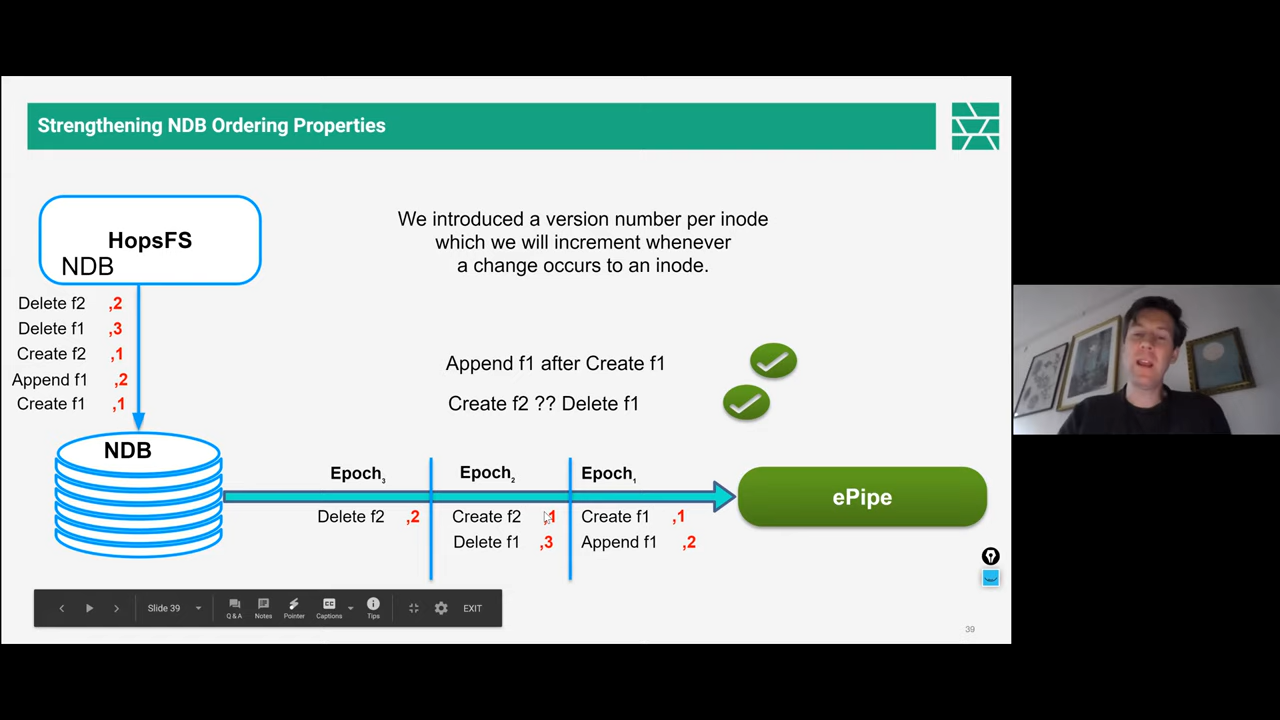 Strengthening NDB Ordering Properties
HopsFS
NDB
We introduced a version number per inode
which we will increment whenever
a change occurs to an inode.
Delete f2 ,2
Delete f1 ,3
Create f2 ,1
Append f1 ,2
Create f1 ,1
Append f1 after Create f1
Create f2 ?? Delete f1
NDB
Epoch3 Epoch2 Epoch1
ePipe
Delete f2 ,2
Create f2 ,1
Delete f1 ,3
Create f1 ,1
Append f1 ,2
Slide 39
Q & A
Notes
Pointer
CC
Captions
Tips
EXIT
39